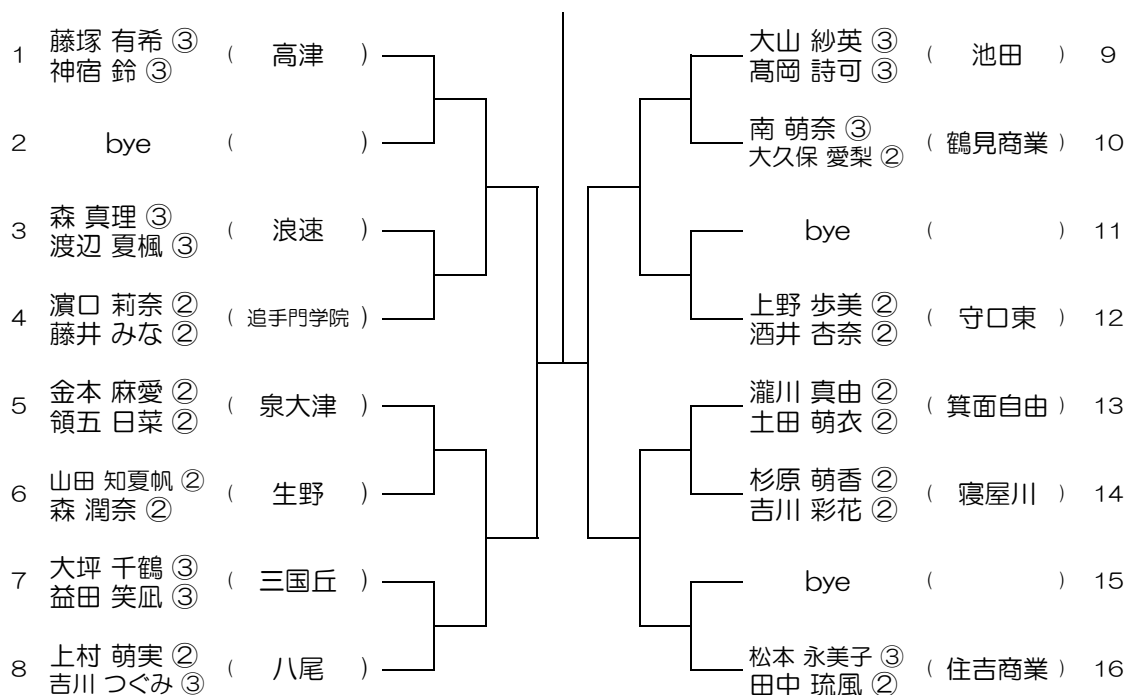 1 藤塚 有希 ③ ( 高津 )
神宿 鈴 ③
2 bye ( )
3 森 真理 ③ ( 浪速 )
渡辺 夏楓 ③
4 濵口 莉奈 ② ( 追手門学院 )
藤井 みな ②
5 金本 麻愛 ② ( 泉大津 )
領五 日菜 ②
6 山田 知夏帆 ② ( 生野 )
森 潤奈 ②
7 大坪 千鶴 ③ ( 三国丘 )
益田 笑凪 ③
8 上村 萌実 ② ( 八尾 )
吉川 つぐみ ③
大山 紗英 ③ ( 池田 ) 9
髙岡 詩可 ③
南 萌奈 ③ ( 鶴見商業 ) 10
大久保 愛梨 ②
bye ( ) 11
上野 歩美 ② ( 守口東 ) 12
酒井 杏奈 ②
瀧川 真由 ② ( 箕面自由 ) 13
土田 萌衣 ②
杉原 萌香 ② ( 寝屋川 ) 14
吉川 彩花 ②
bye ( ) 15
松本 永美子 ③ ( 住吉商業 ) 16
田中 琉風 ②